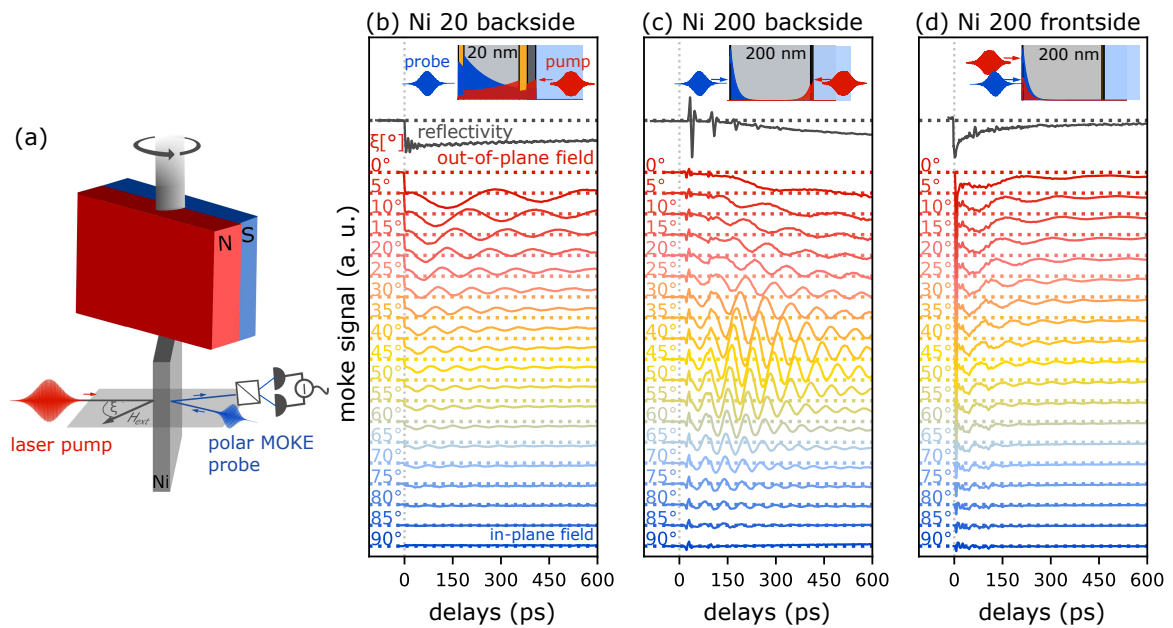 (a)
N
S
ξ
H_ext
laser pump
polar MOKE
probe
Ni
(b) Ni 20 backside
20 nm
probe
pump
reflectivity
ξ[°]
out-of-plane field
0°
5°
10°
15°
20°
25°
30°
35°
40°
45°
50°
55°
60°
65°
70°
75°
80°
85°
in-plane field
90°
moke signal (a. u.)
0 150 300 450 600
delays (ps)
(c) Ni 200 backside
200 nm
0°
5°
10°
15°
20°
25°
30°
35°
40°
45°
50°
55°
60°
65°
70°
75°
80°
85°
90°
0 150 300 450 600
delays (ps)
(d) Ni 200 frontside
200 nm
0°
5°
10°
15°
20°
25°
30°
35°
40°
45°
50°
55°
60°
65°
70°
75°
80°
85°
90°
0 150 300 450 600
delays (ps)